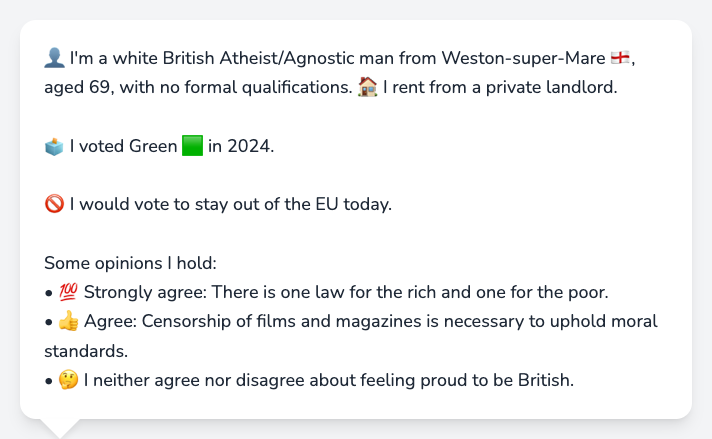 👤 I'm a white British Atheist/Agnostic man from Weston-super-Mare 🏴󠁧󠁢󠁥󠁮󠁧󠁿,
aged 69, with no formal qualifications. 🏠 I rent from a private landlord.
🗳️ I voted Green 🟩 in 2024.
🚫 I would vote to stay out of the EU today.
Some opinions I hold:
• 💯 Strongly agree: There is one law for the rich and one for the poor.
• 👍 Agree: Censorship of films and magazines is necessary to uphold moral
standards.
• 🤔 I neither agree nor disagree about feeling proud to be British.